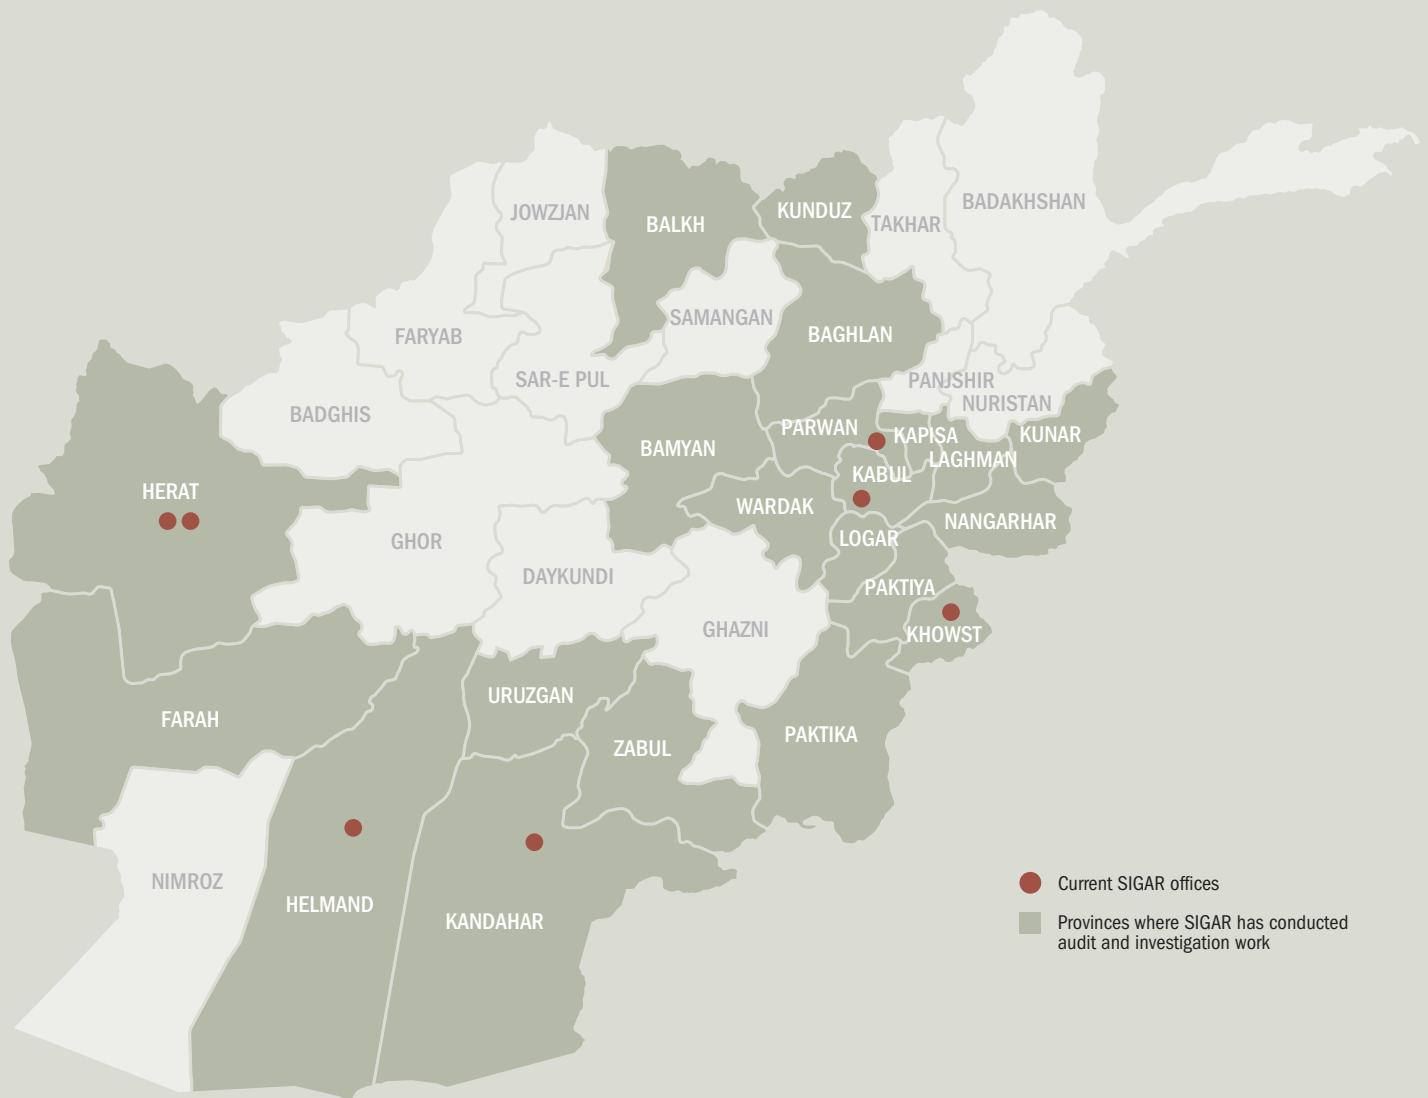 JOWZJAN
BALKH
KUNDUZ
TAKHAR
BADAKHSHAN
FARYAB
SAMANGAN
BAGHLAN
SAR-E PUL
PANJSHIR
NURISTAN
BADGHIS
BAMYAN
PARWAN
KAPISA
KUNAR
LAGHMAN
KABUL
HERAT
WARDAK
NANGARHAR
GHOR
LOGAR
DAYKUNDI
PAKTIYA
GHAZNI
KHOWST
URUZGAN
FARAH
ZABUL
PAKTIKA
NIMROZ
HELMAND
KANDAHAR
Current SIGAR offices
Provinces where SIGAR has conducted
audit and investigation work